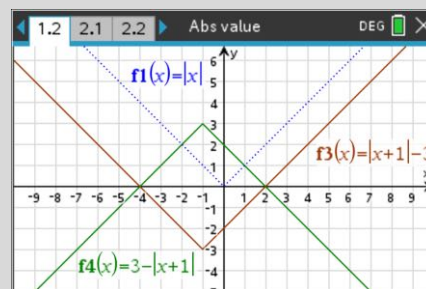 1.2 2.1 2.2 Abs value DEG
y
f1(x)=|x|
f3(x)=|x+1|-3
f4(x)=3-|x+1|
6
5
4
3
2
1
-9 -8 -7 -6 -5 -4 -3 -2 -1 1 2 3 4 5 6 7 8 9
-1
-2
-3
-4